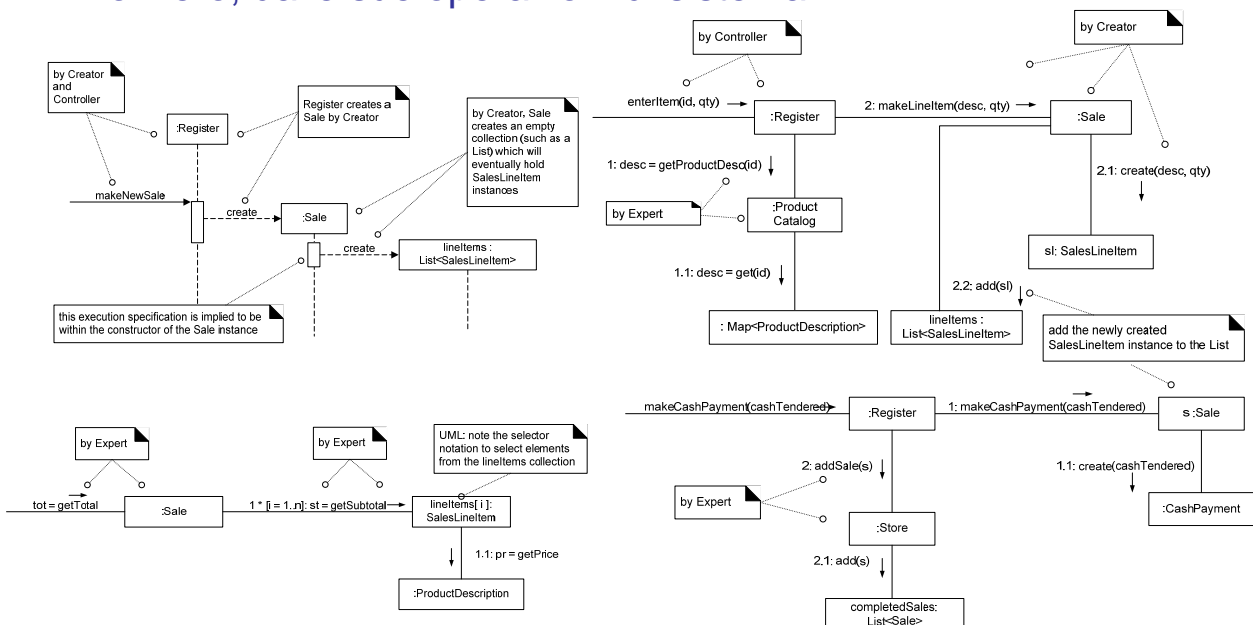 by Creator
and
Controller
:Register
Register creates a
Sale by Creator
by Creator, Sale
creates an empty
collection (such as a
List) which will
eventually hold
SalesLineItem
instances
makeNewSale
create
:Sale
create
lineItems :
List<SalesLineItem>
this execution specification is implied to be
within the constructor of the Sale instance
by Controller
by Creator
enterItem(id, qty)
:Register
2: makeLineItem(desc, qty)
:Sale
1: desc = getProductDesc(id)
2.1: create(desc, qty)
by Expert
:Product
Catalog
sl: SalesLineItem
1.1: desc = get(id)
2.2: add(sl)
: Map<ProductDescription>
lineItems :
List<SalesLineItem>
add the newly created
SalesLineItem instance to the List
by Expert
by Expert
UML: note the selector
notation to select elements
from the lineItems collection
tot = getTotal
:Sale
1 * [i = 1..n]: st = getSubtotal
lineItems[ i ]:
SalesLineItem
1.1: pr = getPrice
:ProductDescription
makeCashPayment(cashTendered)
:Register
1: makeCashPayment(cashTendered)
s :Sale
2: addSale(s)
1.1: create(cashTendered)
by Expert
:Store
:CashPayment
2.1: add(s)
completedSales:
List<Sale>